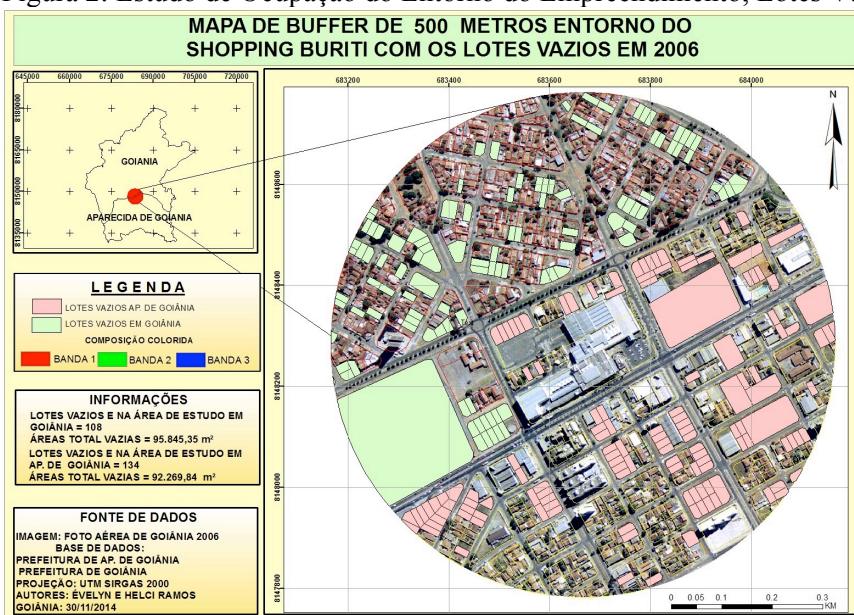 Figura 2: Estudo de Ocupação do Entorno do Empreendimento, Lotes
MAPA DE BUFFER DE 500 METROS ENTORNO DO
SHOPPING BURITI COM OS LOTES VAZIOS EM 2006
645000 660000 675000 690000 705000 720000
8180000
8165000
8150000
8135000
GOIANIA
APARECIDA DE GOIÂNIA
683200 683400 683600 683800 684000
8148600
8148400
8148200
8148000
8147800
N
LEGENDA
LOTES VAZIOS AP. DE GOIÂNIA
LOTES VAZIOS EM GOIÂNIA
COMPOSIÇÃO COLORIDA
BANDA 1 BANDA 2 BANDA 3
INFORMAÇÕES
LOTES VAZIOS E NA ÁREA DE ESTUDO EM
GOIÂNIA = 108
ÁREAS TOTAL VAZIAS = 95.845,35 m²
LOTES VAZIOS E NA ÁREA DE ESTUDO EM
AP. DE GOIÂNIA = 134
ÁREAS TOTAL VAZIAS = 92.269,84 m²
FONTE DE DADOS
IMAGEM: FOTO AÉREA DE GOIÂNIA 2006
BASE DE DADOS:
PREFEITURA DE AP. DE GOIÂNIA
PREFEITURA DE GOIÂNIA
PROJEÇÃO: UTM SIRGAS 2000
AUTORES: ÉVELYN E HELCI RAMOS
GOIÂNIA: 30/11/2014
0 0.05 0.1 0.2 0.3
KM